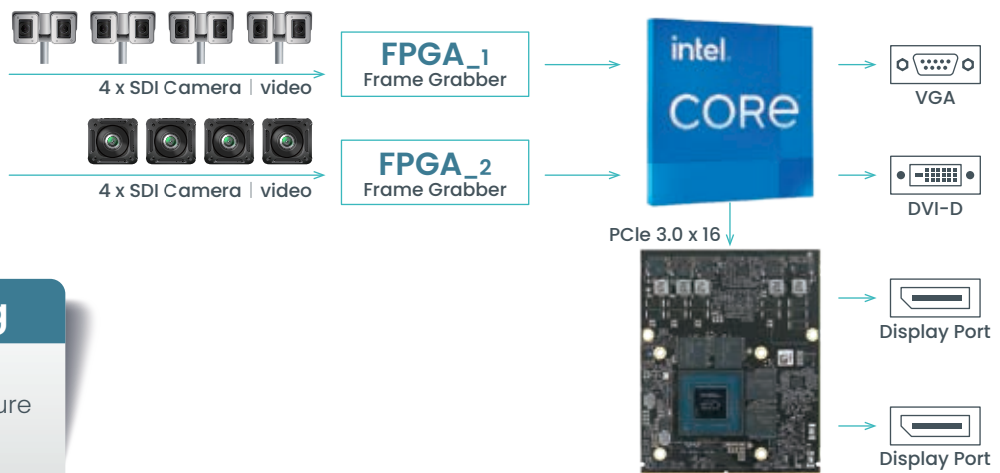 FPGA_1
Frame Grabber
4 x SDI Camera | video
intel.
CORe
VGA
FPGA_2
Frame Grabber
4 x SDI Camera | video
DVI-D
PCIe 3.0 x 16
g
ure
Display Port
Display Port